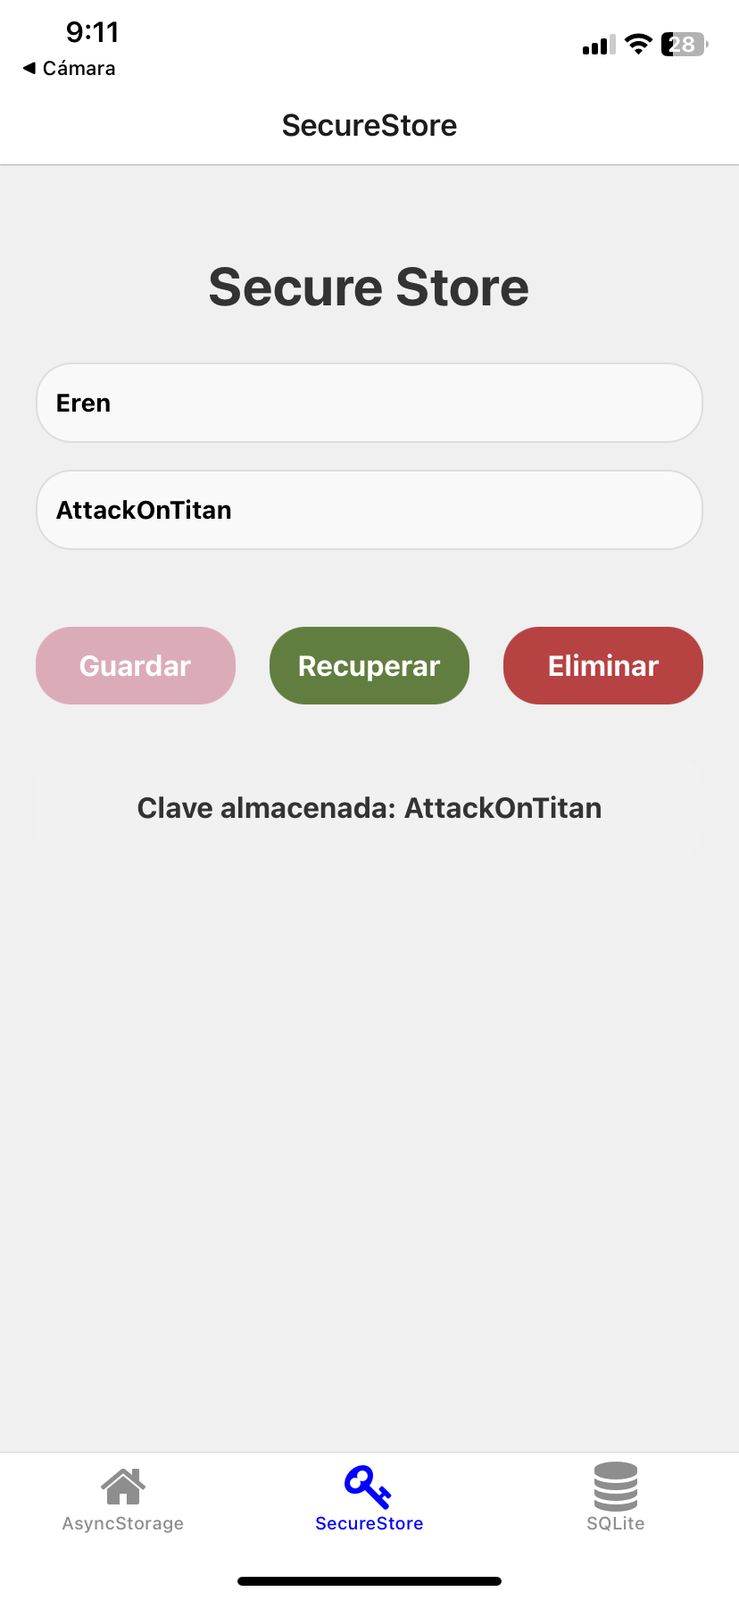 9:11
28
◀ Cámara
SecureStore
Secure Store
Eren
AttackOnTitan
Guardar Recuperar Eliminar
Clave almacenada: AttackOnTitan
AsyncStorage SecureStore SQLite